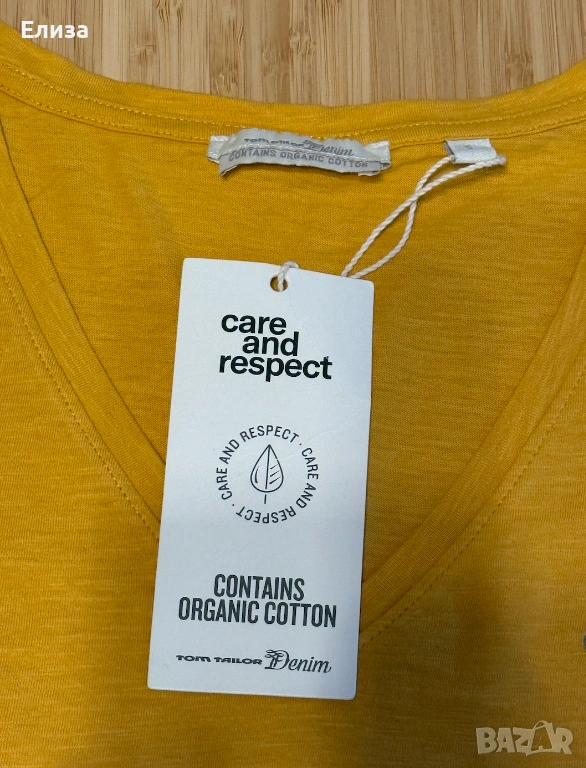 Елиза
TOM TAILOR Denim
CONTAINS ORGANIC COTTON
care
and
respect
· CARE AND RESPECT · CARE AND RESPECT
CONTAINS
ORGANIC COTTON
TOM TAILOR Denim
BAZAR